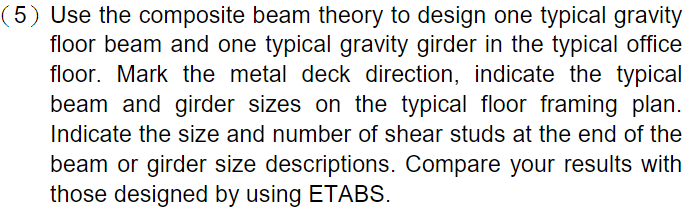 （5）Use the composite beam theory to design one typical gravity
floor beam and one typical gravity girder in the typical office
floor. Mark the metal deck direction, indicate the typical
beam and girder sizes on the typical floor framing plan.
Indicate the size and number of shear studs at the end of the
beam or girder size descriptions. Compare your results with
those designed by using ETABS.